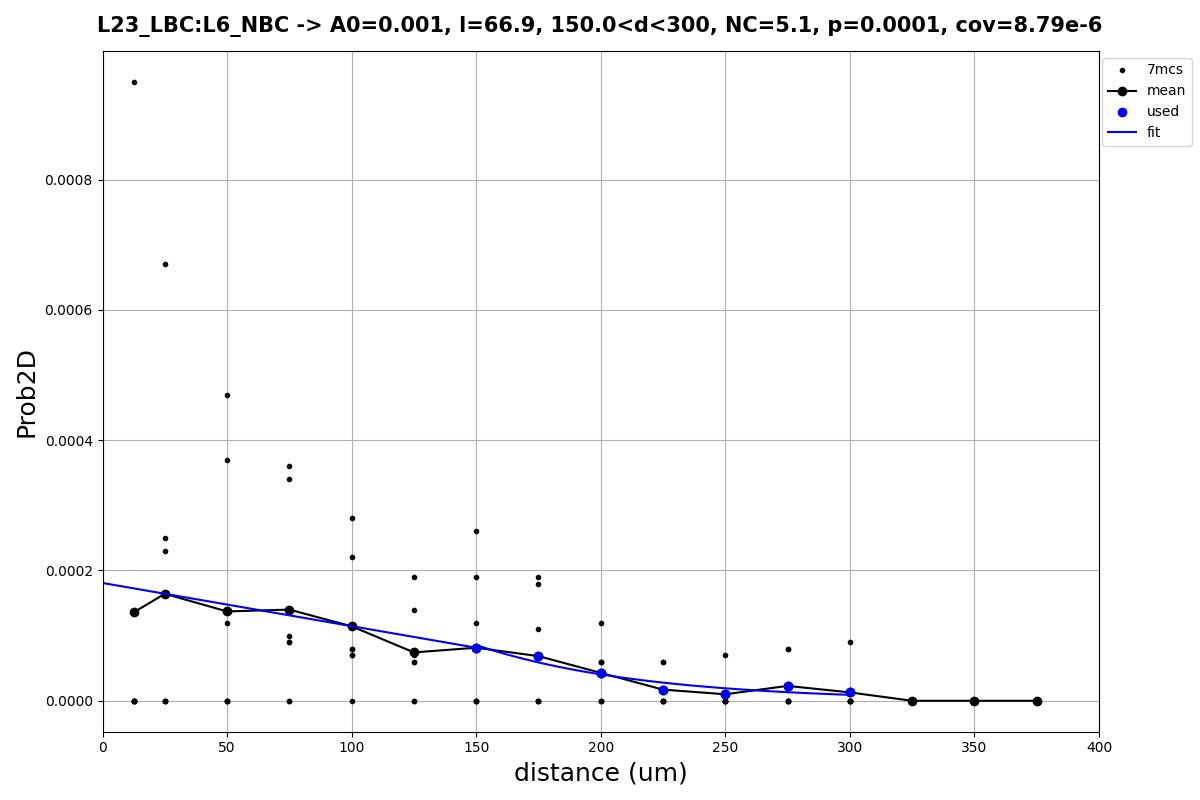 L23_LBC:L6_NBC -> A0=0.001, l=66.9, 150.0<d<300, NC=5.1, p=0.0001, cov=8.79e-6
7mcs
mean
used
fit
0.0008
0.0006
0.0004
0.0002
0.0000
Prob2D
0 50 100 150 200 250 300 350 400
distance (um)